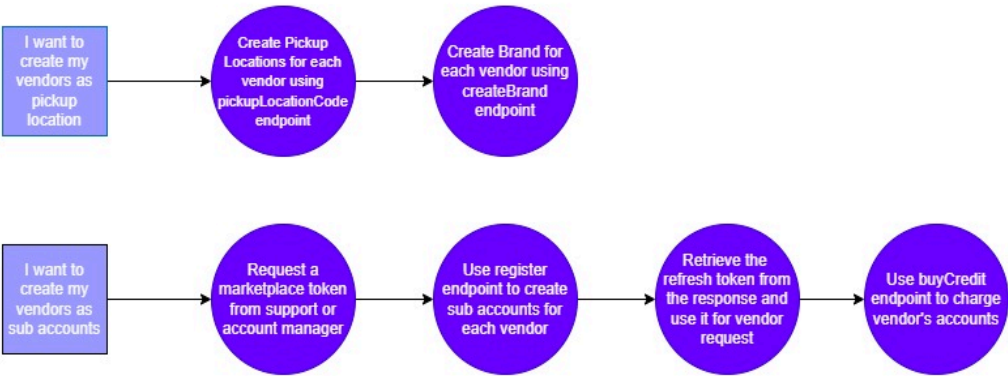 I want to
create my
vendors as
pickup
location
Create Pickup
Locations for each
vendor using
pickupLocationCode
endpoint
Create Brand for
each vendor using
createBrand
endpoint
I want to
create my
vendors as
sub accounts
Request a
marketplace token
from support or
account manager
Use register
endpoint to create
sub accounts for
each vendor
Retrieve the
refresh token from
the response and
use it for vendor
request
Use buyCredit
endpoint to charge
vendor's accounts